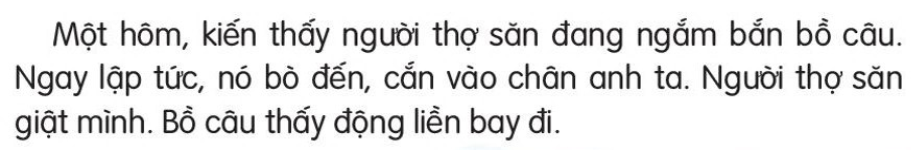 Một hôm, kiến thấy người thợ săn đang ngắm bắn bồ câu.
Ngay lập tức, nó bò đến, cắn vào chân anh ta. Người thợ săn
giật mình. Bồ câu thấy động liền bay đi.